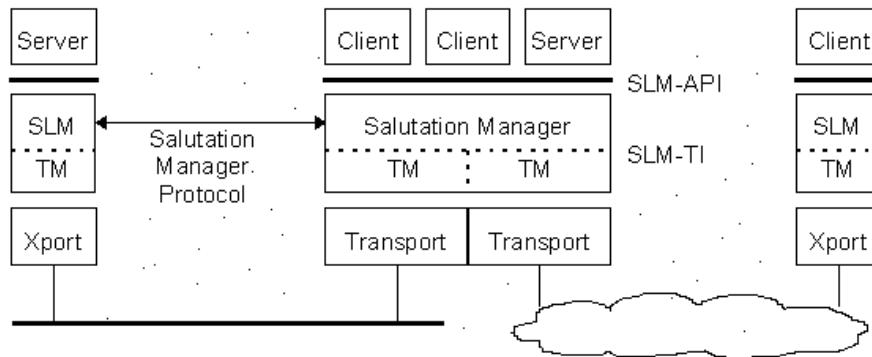 Server
Client
Client
Server
Client
SLM-API
SLM
Salutation Manager
SLM
Salutation
Manager
Protocol
SLM-TI
TM
TM
TM
TM
Xport
Transport
Transport
Xport